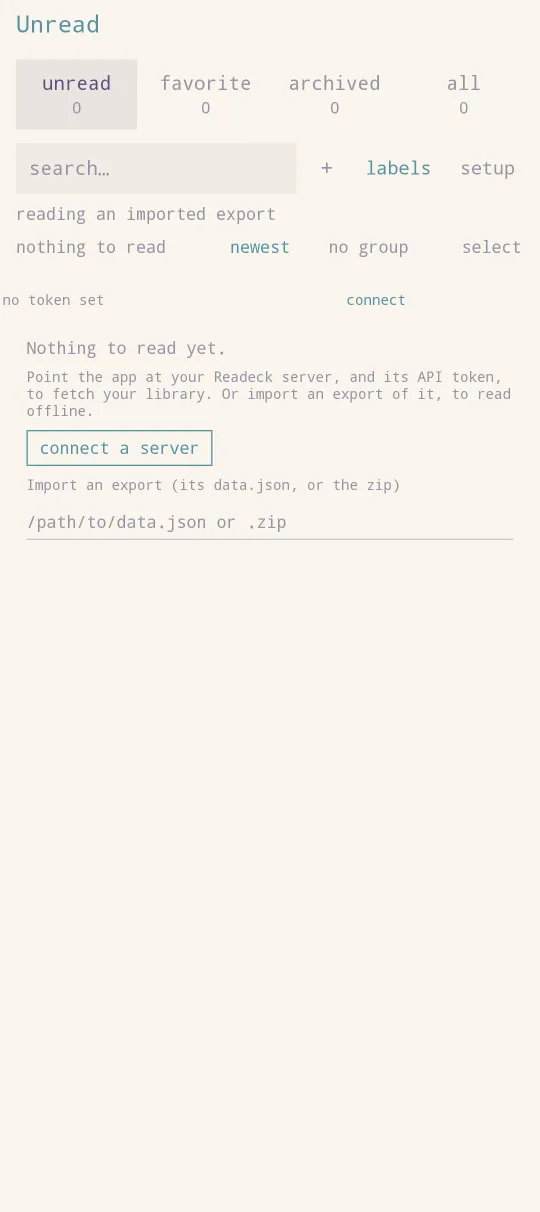 Unread
unread favorite archived all
0 0 0 0
search… + labels setup
reading an imported export
nothing to read newest no group select
no token set connect
Nothing to read yet.
Point the app at your Readeck server, and its API token,
to fetch your library. Or import an export of it, to read
offline.
connect a server
Import an export (its data.json, or the zip)
/path/to/data.json or .zip